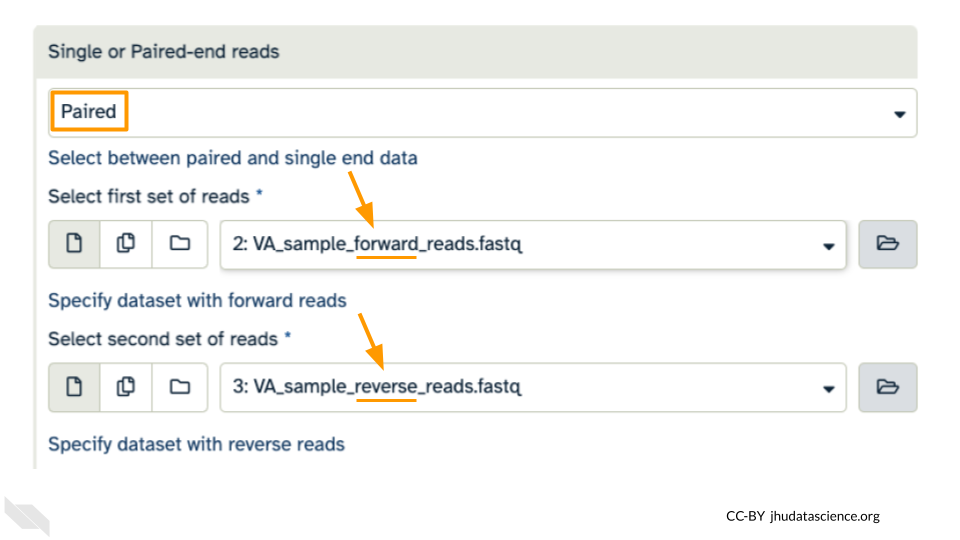 Single or Paired-end reads
Paired
Select between paired and single end data
Select first set of reads *
2: VA_sample_forward_reads.fastq
Specify dataset with forward reads
Select second set of reads *
3: VA_sample_reverse_reads.fastq
Specify dataset with reverse reads
CC-BY jhudatascience.org